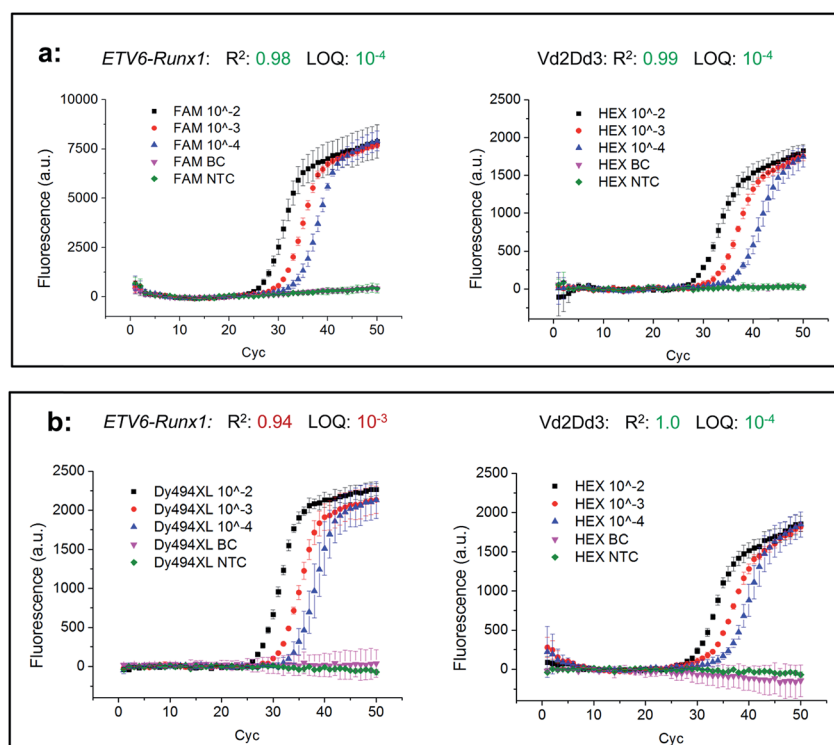 a:
ETV6-Runx1: R²: 0.98 LOQ: 10⁻⁴
10000
7500
5000
2500
0
Fluorescence (a.u.)
FAM 10^-2
FAM 10^-3
FAM 10^-4
FAM BC
FAM NTC
0 10 20 30 40 50
Cyc
Vd2Dd3: R²: 0.99 LOQ: 10⁻⁴
2500
2000
1500
1000
500
0
Fluorescence (a.u.)
HEX 10^-2
HEX 10^-3
HEX 10^-4
HEX BC
HEX NTC
0 10 20 30 40 50
Cyc
b:
ETV6-Runx1: R²: 0.94 LOQ: 10⁻³
2500
2000
1500
1000
500
0
Fluorescence (a.u.)
Dy494XL 10^-2
Dy494XL 10^-3
Dy494XL 10^-4
Dy494XL BC
Dy494XL NTC
0 10 20 30 40 50
Cyc
Vd2Dd3: R²: 1.0 LOQ: 10⁻⁴
2500
2000
1500
1000
500
0
Fluorescence (a.u.)
HEX 10^-2
HEX 10^-3
HEX 10^-4
HEX BC
HEX NTC
0 10 20 30 40 50
Cyc